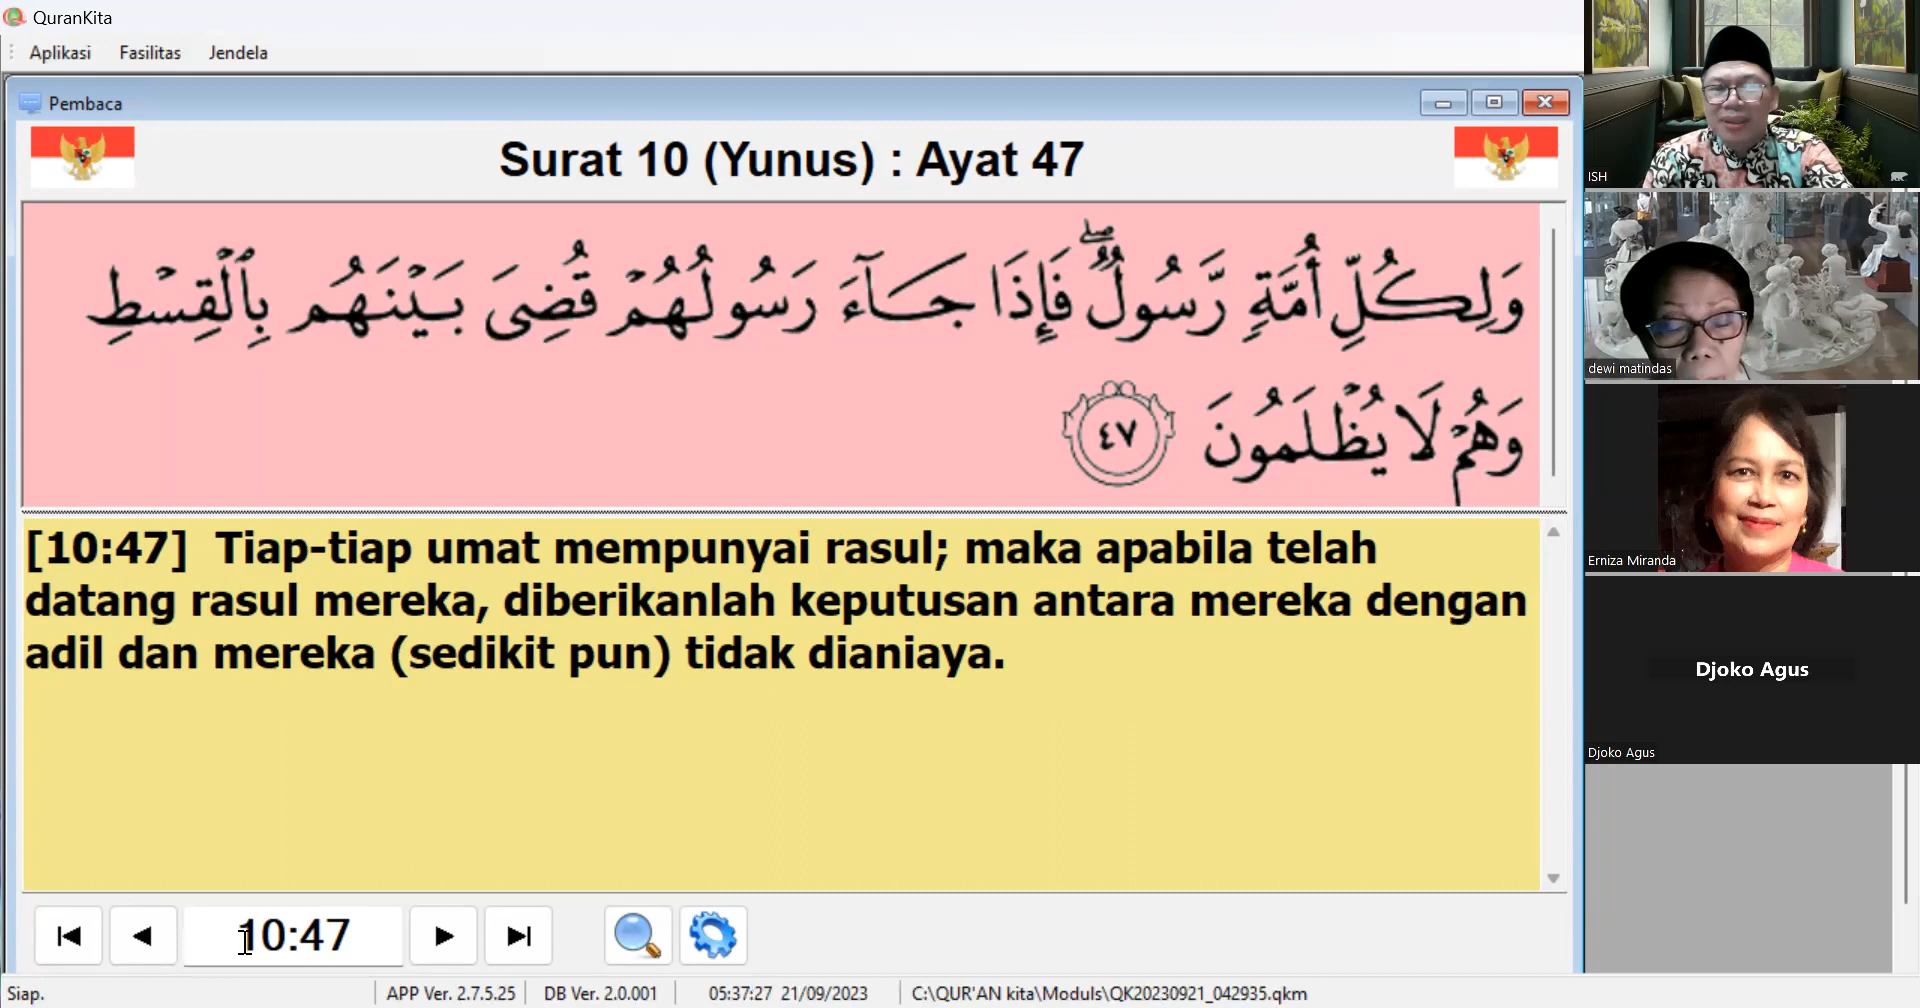 QuranKita
Aplikasi Fasilitas Jendela
Pembaca
Surat 10 (Yunus) : Ayat 47
وَلِكُلِّ أُمَّةٍ رَّسُولٌ ۖ فَإِذَا جَآءَ رَسُولُهُمْ قُضِىَ بَيْنَهُم بِٱلْقِسْطِ
وَهُمْ لَا يُظْلَمُونَ ٤٧
[10:47] Tiap-tiap umat mempunyai rasul; maka apabila telah
datang rasul mereka, diberikanlah keputusan antara mereka dengan
adil dan mereka (sedikit pun) tidak dianiaya.
10:47
Siap. APP Ver. 2.7.5.25 DB Ver. 2.0.001 05:37:27 21/09/2023 C:\QUR'AN kita\Moduls\QK20230921_042935.qkm
ISH
dewi matindas
Erniza Miranda
Djoko Agus
Djoko Agus